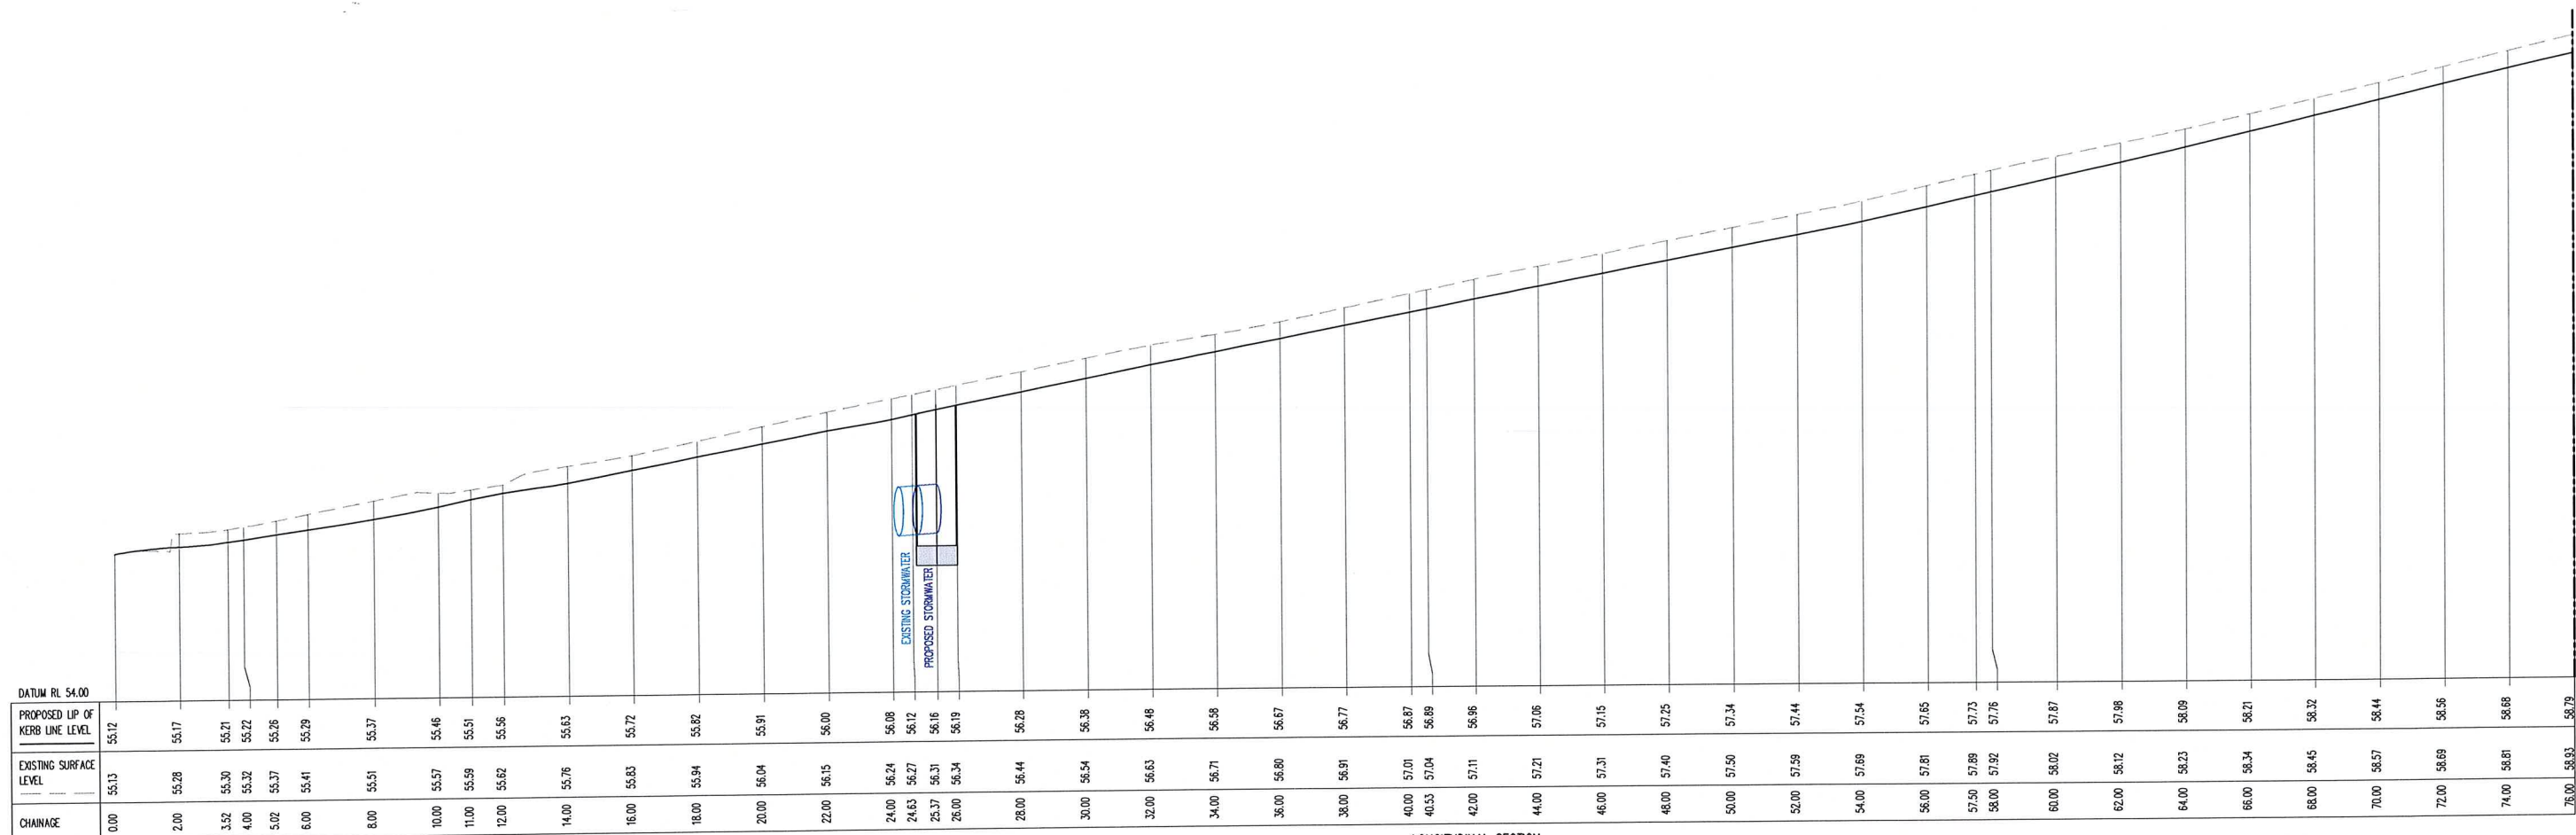 EXISTING STORMWATER
PROPOSED STORMWATER
DATUM RL 54.00
PROPOSED LIP OF
KERB LINE LEVEL
55.12 55.17 55.21 55.22 55.26 55.29 55.37 55.46 55.51 55.56 55.63 55.72 55.82 55.91 56.00 56.08 56.12 56.16 56.19 56.28 56.38 56.48 56.58 56.67 56.77 56.87 56.89 56.96 57.06 57.15 57.25 57.34 57.44 57.54 57.65 57.73 57.76 57.87 57.98 58.09 58.21 58.32 58.44 58.56 58.68 58.79
EXISTING SURFACE
LEVEL
55.13 55.28 55.30 55.32 55.37 55.41 55.51 55.57 55.59 55.62 55.76 55.83 55.94 56.04 56.15 56.24 56.27 56.31 56.34 56.44 56.54 56.63 56.71 56.80 56.91 57.01 57.04 57.11 57.21 57.31 57.40 57.50 57.59 57.69 57.81 57.89 57.92 58.02 58.12 58.23 58.34 58.45 58.57 58.69 58.81 58.93
CHAINAGE
0.00 2.00 3.52 4.00 5.02 6.00 8.00 10.00 11.00 12.00 14.00 16.00 18.00 20.00 22.00 24.00 24.63 25.37 26.00 28.00 30.00 32.00 34.00 36.00 38.00 40.00 40.53 42.00 44.00 46.00 48.00 50.00 52.00 54.00 56.00 57.50 58.00 60.00 62.00 64.00 66.00 68.00 70.00 72.00 74.00 76.00